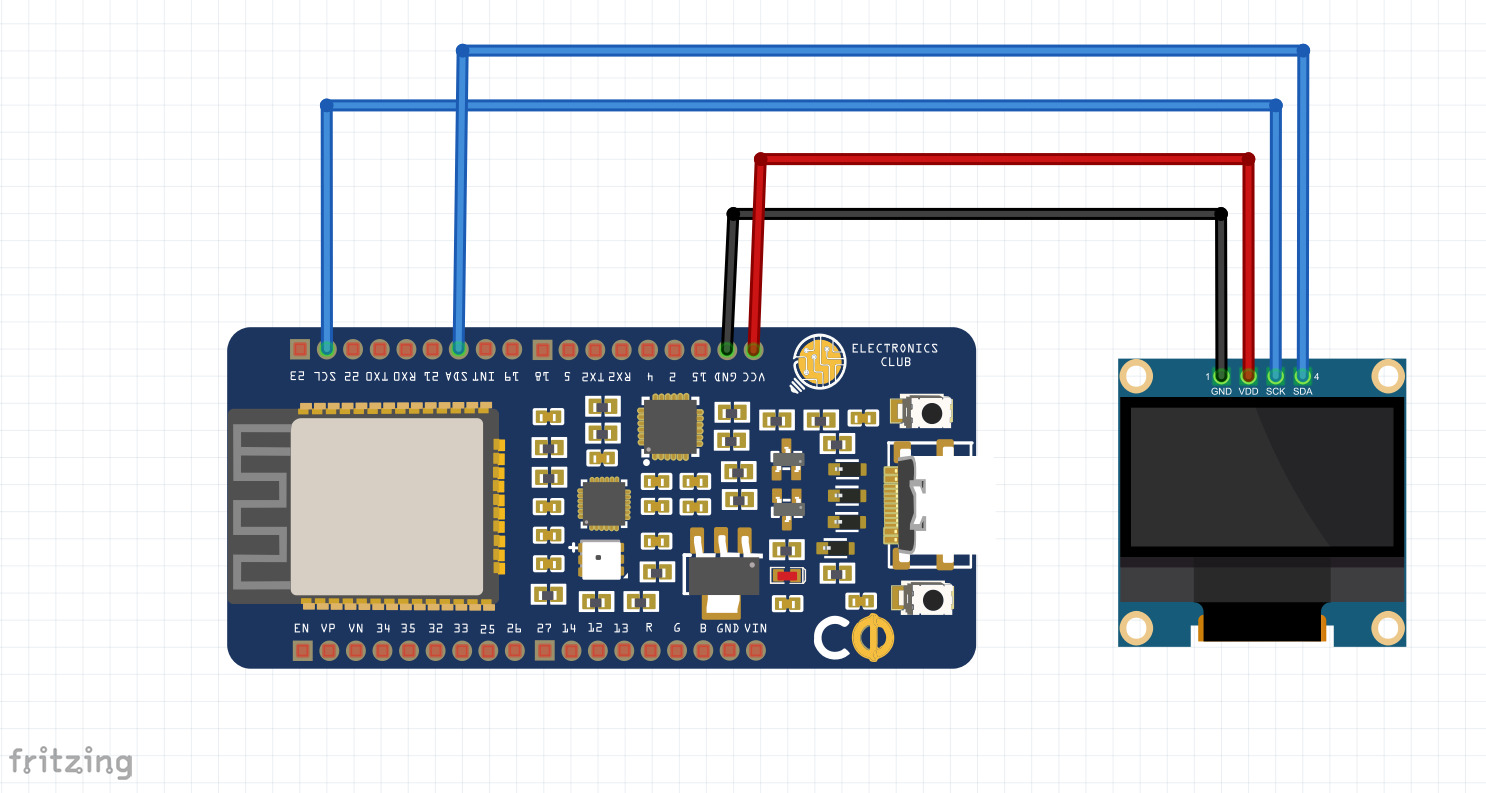 ELECTRONICS
CLUB
23 SCL 22 TXO RXO 21 SDA INT 19 18 5 TX2 RX2 4 2 15 GND VCC
1 4
GND VDD SCK SDA
EN VP VN 34 35 32 33 25 26 27 14 12 13 R G B GND VIN
fritzing